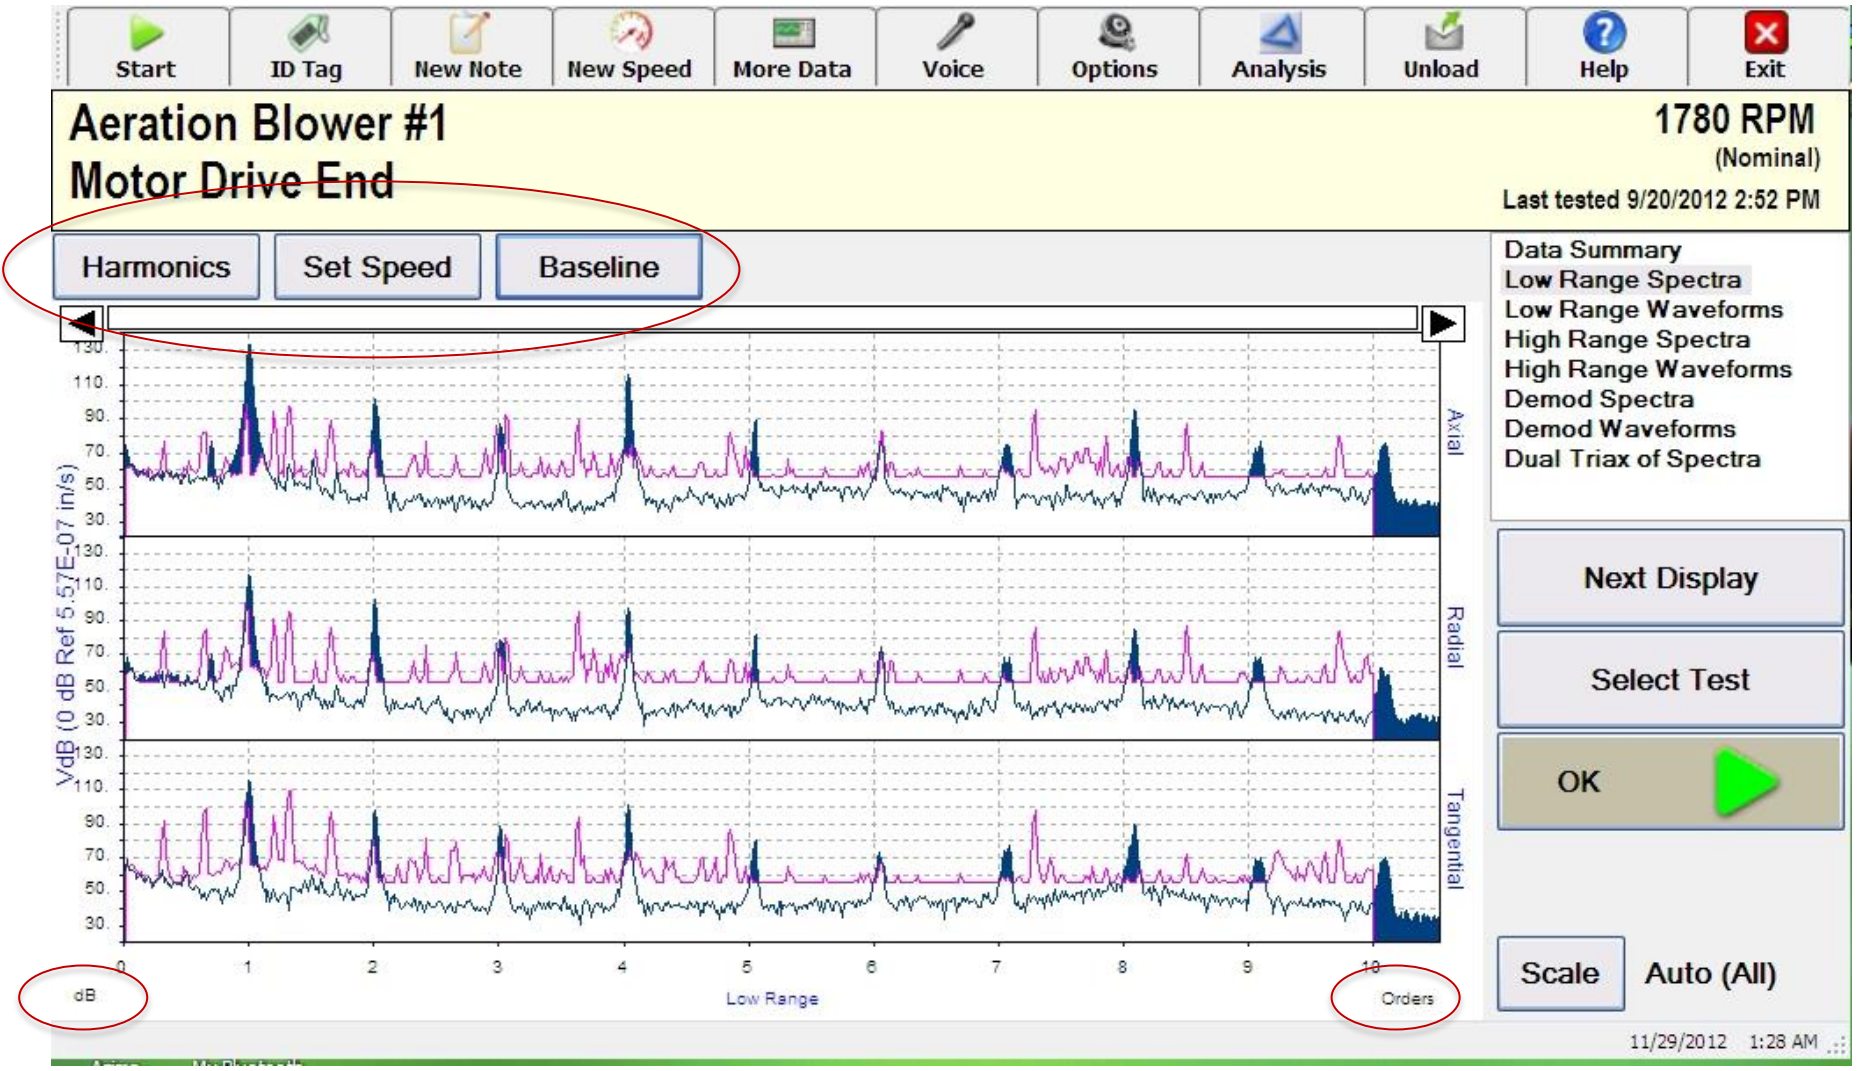 Start ID Tag New Note New Speed More Data Voice Options Analysis Unload Help Exit
Aeration Blower #1
Motor Drive End
1780 RPM
(Nominal)
Last tested 9/20/2012 2:52 PM
Harmonics Set Speed Baseline
Data Summary
Low Range Spectra
Low Range Waveforms
High Range Spectra
High Range Waveforms
Demod Spectra
Demod Waveforms
Dual Triax of Spectra
Next Display
Select Test
OK
Scale Auto (All)
VdB (0 dB Ref 5.57E-07 in/s)
130.
110.
90.
70.
50.
30.
Axial
130.
110.
90.
70.
50.
30.
Radial
130.
110.
90.
70.
50.
30.
Tangential
0 1 2 3 4 5 6 7 8 9 10
dB Low Range Orders
11/29/2012 1:28 AM